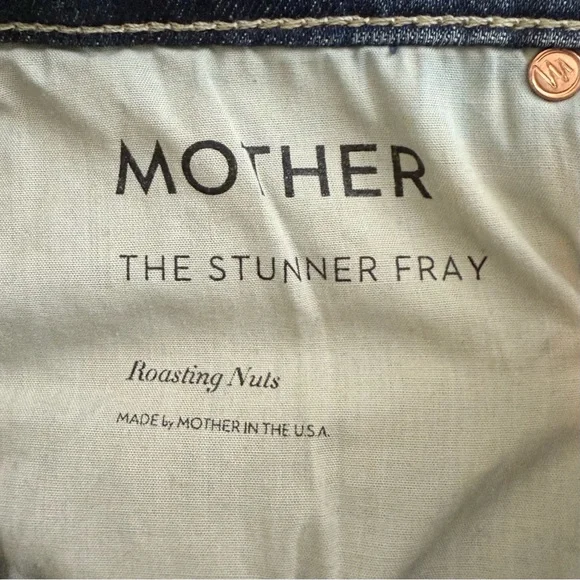 MOTHER
THE STUNNER FRAY
Roasting Nuts
MADE by MOTHER IN THE U.S.A.